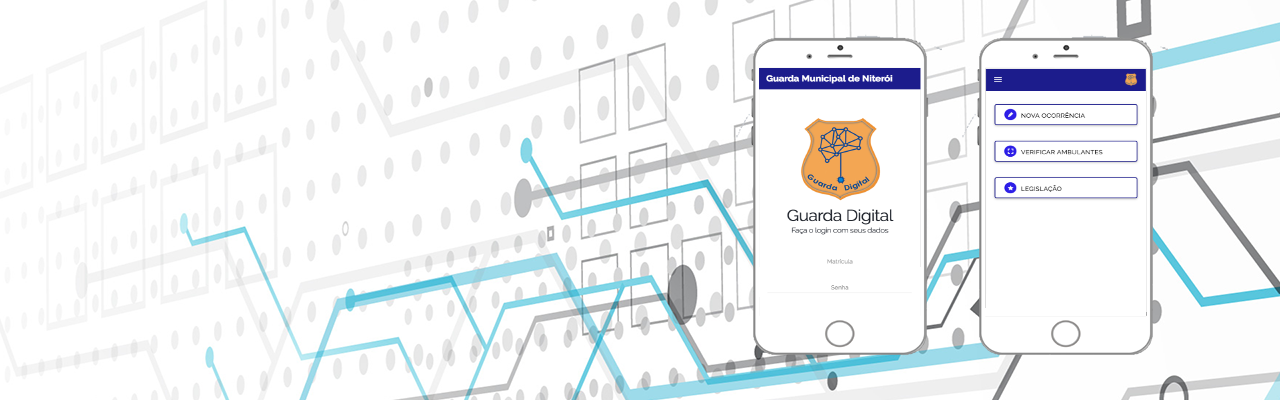 Guarda Municipal de Niterói
Guarda Digital
Guarda Digital
Faça o login com seus dados
Matrícula
Senha
NOVA OCORRÊNCIA
VERIFICAR AMBULANTES
LEGISLAÇÃO